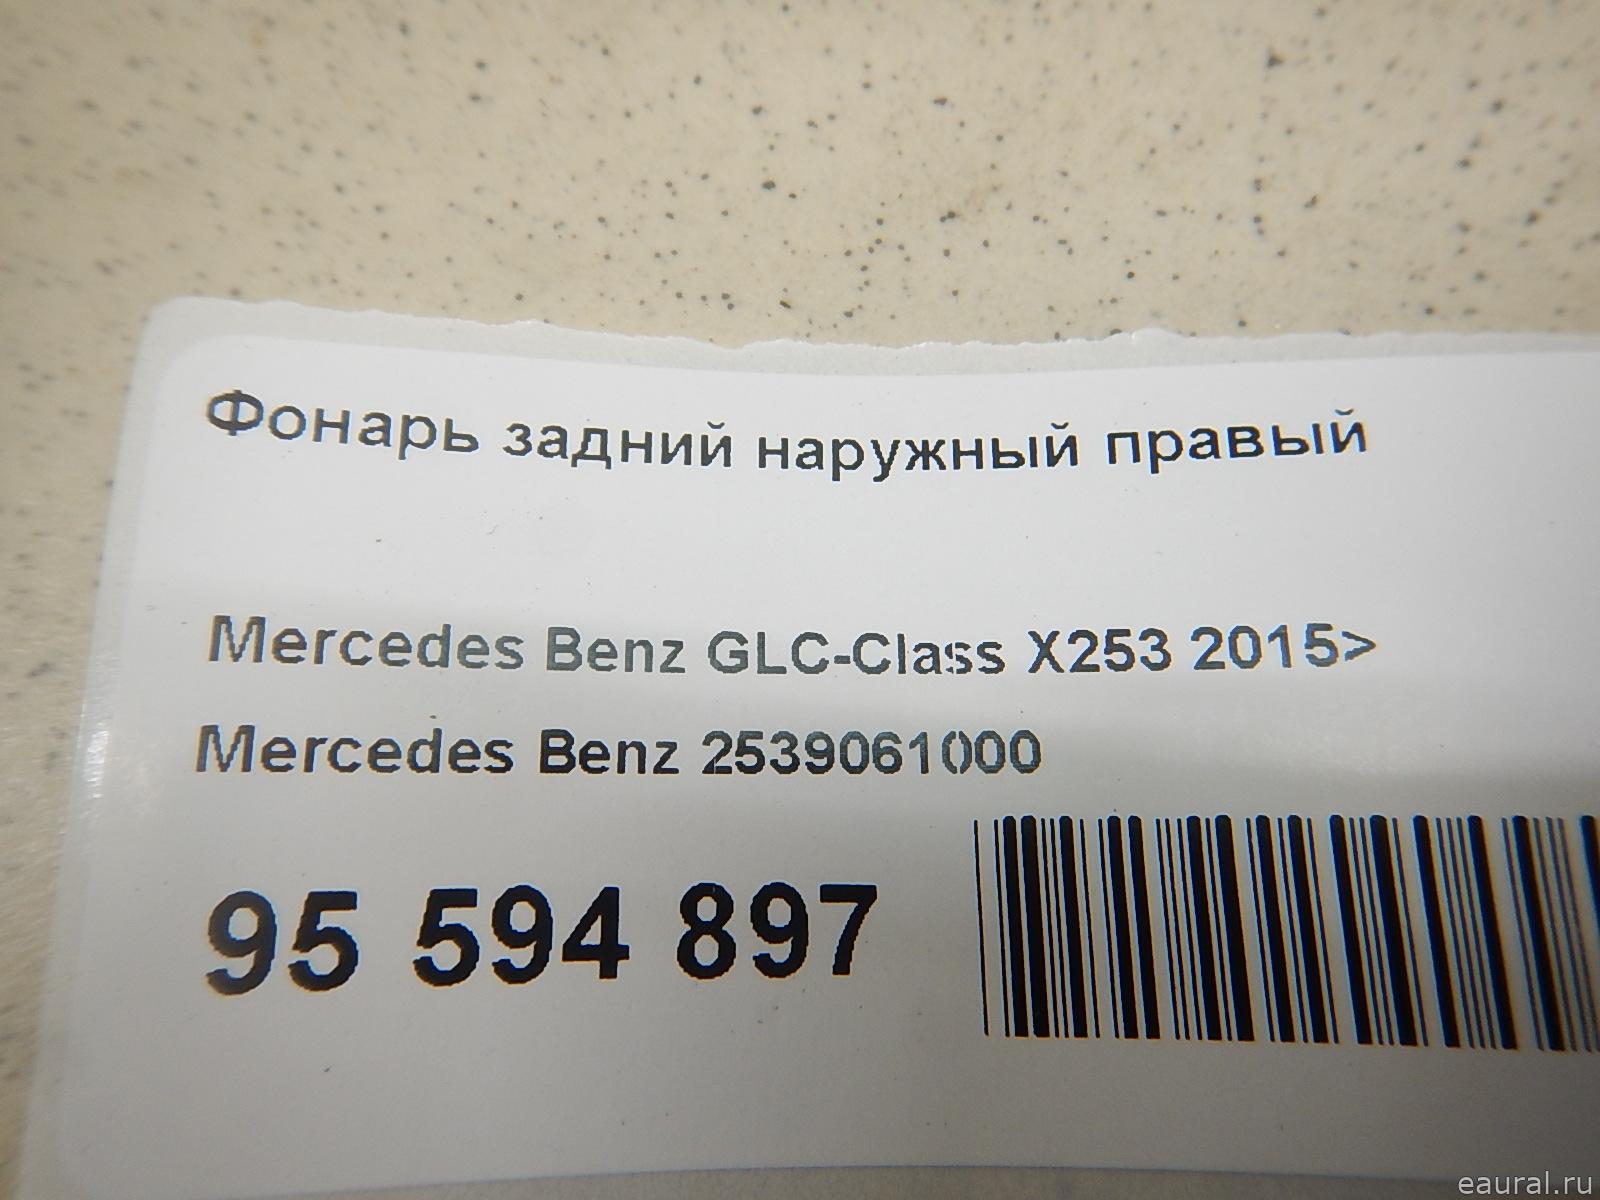 Фонарь задний наружный правый
Mercedes Benz GLC-Class X253 2015>
Mercedes Benz 2539061000
95 594 897
eaural.ru